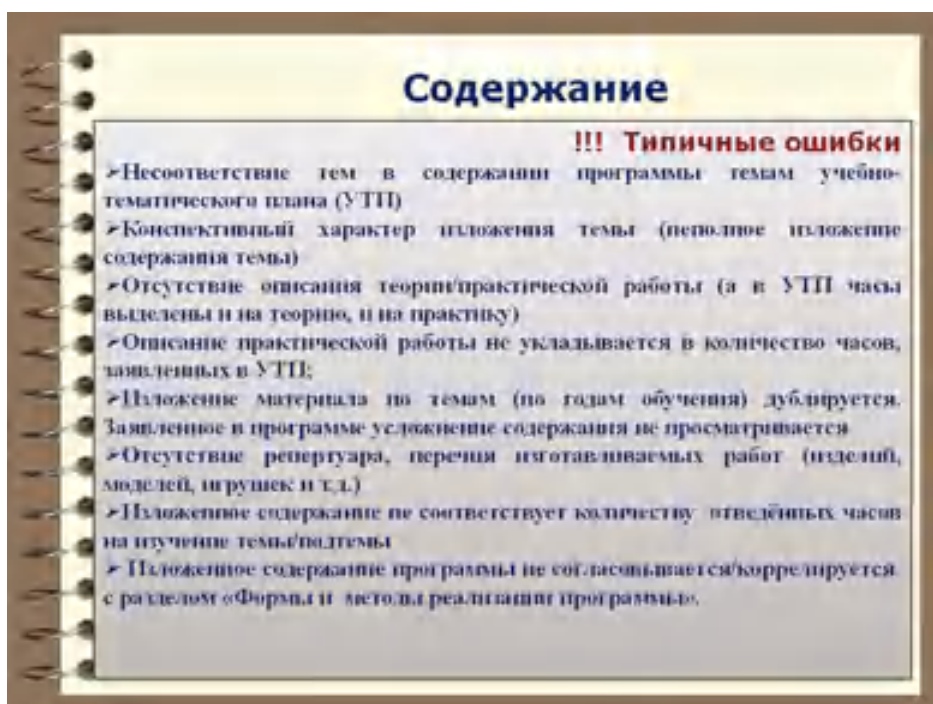 Содержание
!!! Типичные ошибки
➢Несоответствие тем в содержании программы темам учебно-
тематического плана (УТП)
➢Конспективный характер изложения темы (неполное изложение
содержания темы)
➢Отсутствие описания теории/практической работы (а в УТП часы
выделены и на теорию, и на практику)
➢Описание практической работы не укладывается в количество часов,
заявленных в УТП;
➢Изложение материала по темам (по годам обучения) дублируется.
Заявленное в программе усложнение содержания не просматривается
➢Отсутствие репертуара, перечня изготавливаемых работ (изделий,
моделей, игрушек и т.д.)
➢Изложенное содержание не соответствует количеству отведённых часов
на изучение темы/подтемы
➢ Изложенное содержание программы не согласовывается/коррелируется
с разделом «Формы и методы реализации программы».